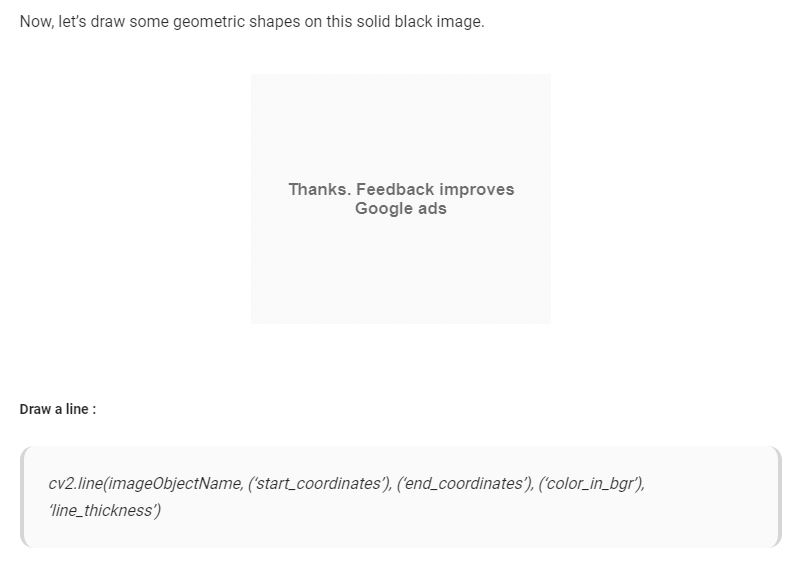 Now, let’s draw some geometric shapes on this solid black image.
Thanks. Feedback improves
Google ads
Draw a line :
cv2.line(imageObjectName, (‘start_coordinates’), (‘end_coordinates’), (‘color_in_bgr’),
‘line_thickness’)